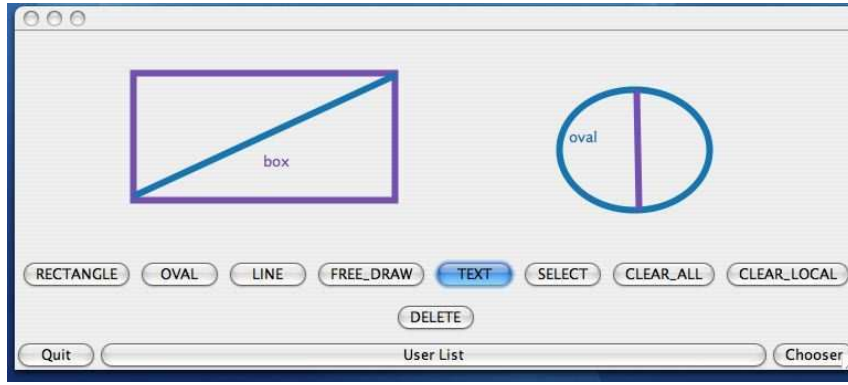 box
oval
RECTANGLE OVAL LINE FREE_DRAW TEXT SELECT CLEAR_ALL CLEAR_LOCAL
DELETE
Quit User List Chooser